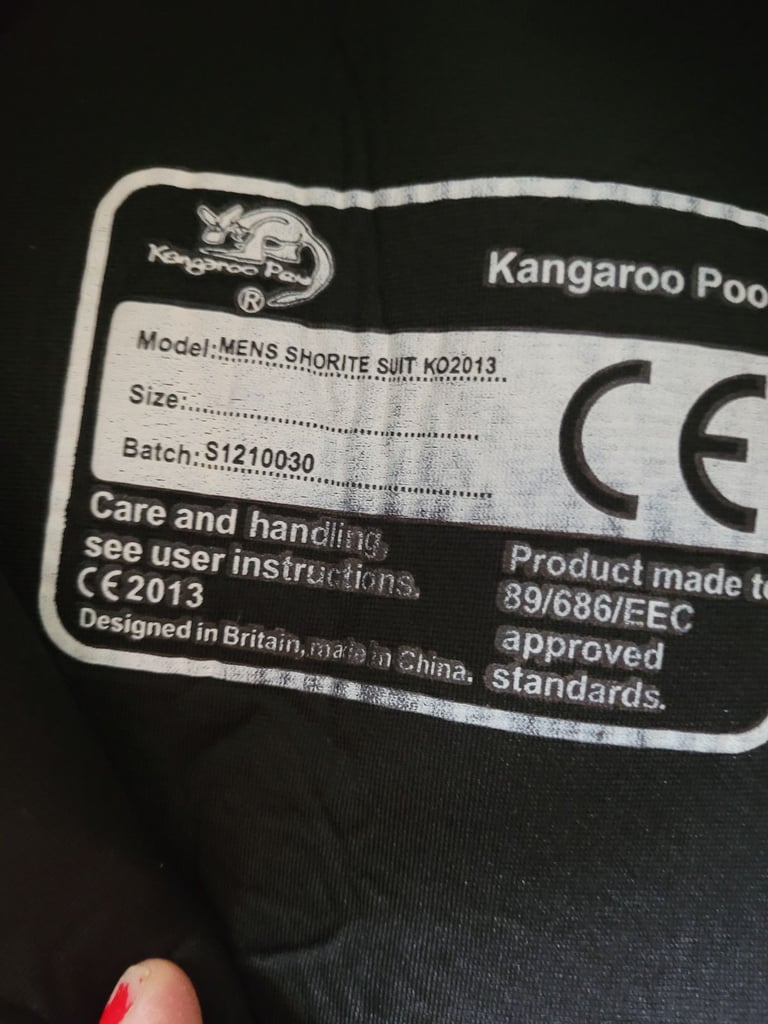 Kangaroo Paw
®
Kangaroo Poo
Model:MENS SHORITE SUIT KO2013
Size:
Batch:S1210030
CE
Care and handling,
see user instructions.
CE2013
Designed in Britain, made in China.
Product made to
89/686/EEC
approved
standards.